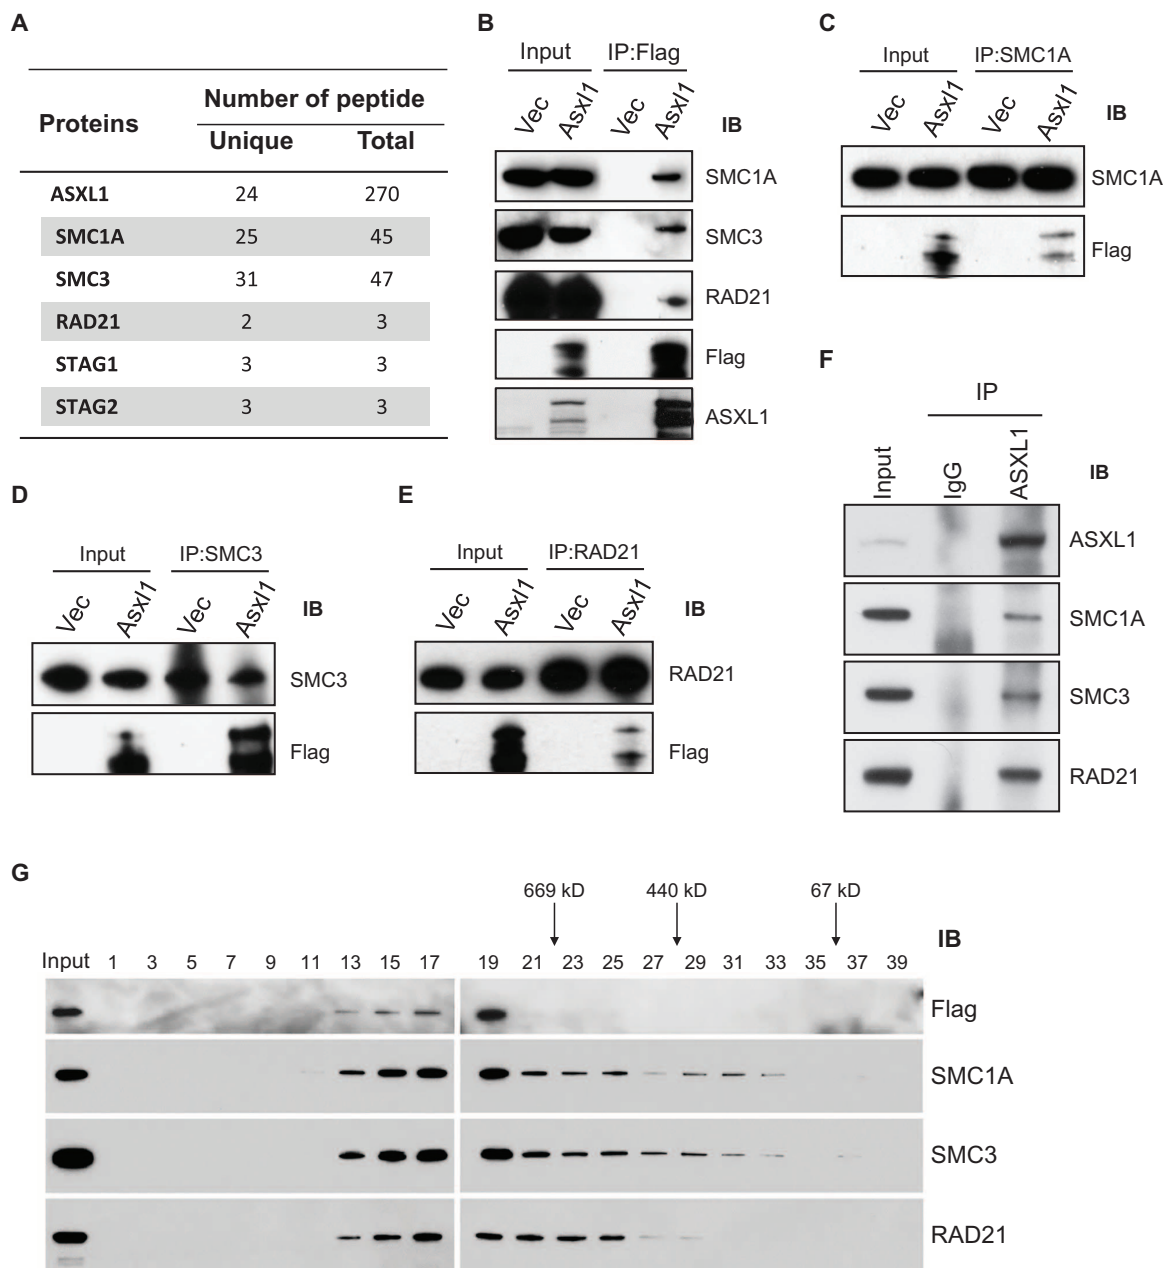 A
Proteins
Number of peptide
Unique Total
ASXL1 24 270
SMC1A 25 45
SMC3 31 47
RAD21 2 3
STAG1 3 3
STAG2 3 3
B
Input IP:Flag
Vec Asxl1 Vec Asxl1 IB
SMC1A
SMC3
RAD21
Flag
ASXL1
C
Input IP:SMC1A
Vec Asxl1 Vec Asxl1 IB
SMC1A
Flag
D
Input IP:SMC3
Vec Asxl1 Vec Asxl1 IB
SMC3
Flag
E
Input IP:RAD21
Vec Asxl1 Vec Asxl1 IB
RAD21
Flag
F
IP
Input IgG ASXL1 IB
ASXL1
SMC1A
SMC3
RAD21
G
669 kD 440 kD 67 kD
IB
Input 1 3 5 7 9 11 13 15 17 19 21 23 25 27 29 31 33 35 37 39
Flag
SMC1A
SMC3
RAD21